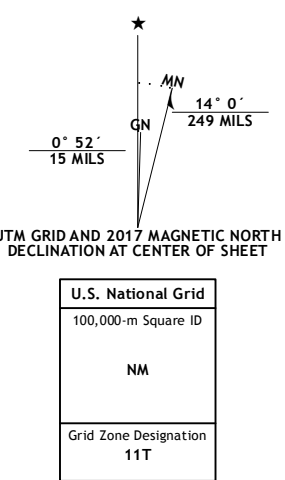 ★
MN
14° 0´
249 MILS
GN
0° 52´
15 MILS
UTM GRID AND 2017 MAGNETIC NORTH
DECLINATION AT CENTER OF SHEET
U.S. National Grid
100,000-m Square ID
NM
Grid Zone Designation
11T